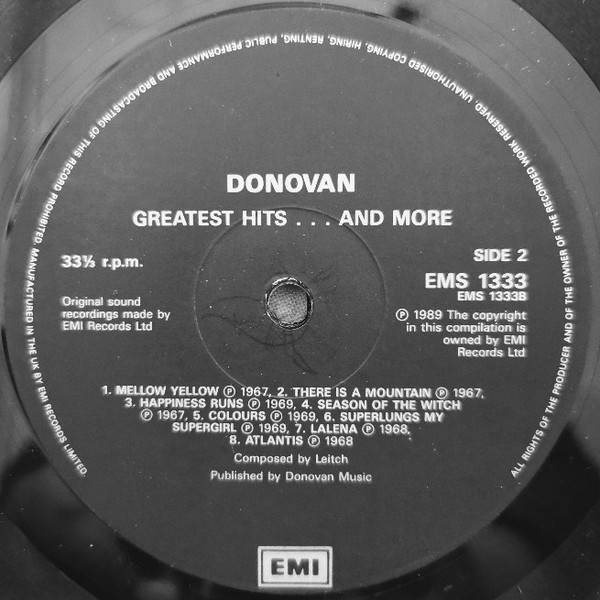 MANUFACTURED IN THE UK BY EMI RECORDS LIMITED. ALL RIGHTS OF THE PRODUCER AND OF THE OWNER OF THE RECORDED WORK RESERVED. UNAUTHORISED COPYING, HIRING, RENTING, PUBLIC PERFORMANCE AND BROADCASTING OF THIS RECORD PROHIBITED.
DONOVAN
GREATEST HITS . . . AND MORE
33⅓ r.p.m.
SIDE 2
EMS 1333
EMS 1333B
Original sound
recordings made by
EMI Records Ltd
Ⓟ 1989 The copyright
in this compilation is
owned by EMI
Records Ltd
1. MELLOW YELLOW Ⓟ 1967, 2. THERE IS A MOUNTAIN Ⓟ 1967,
3. HAPPINESS RUNS Ⓟ 1969, 4. SEASON OF THE WITCH
Ⓟ 1967, 5. COLOURS Ⓟ 1969, 6. SUPERLUNGS MY
SUPERGIRL Ⓟ 1969, 7. LALENA Ⓟ 1968,
8. ATLANTIS Ⓟ 1968
Composed by Leitch
Published by Donovan Music
EMI